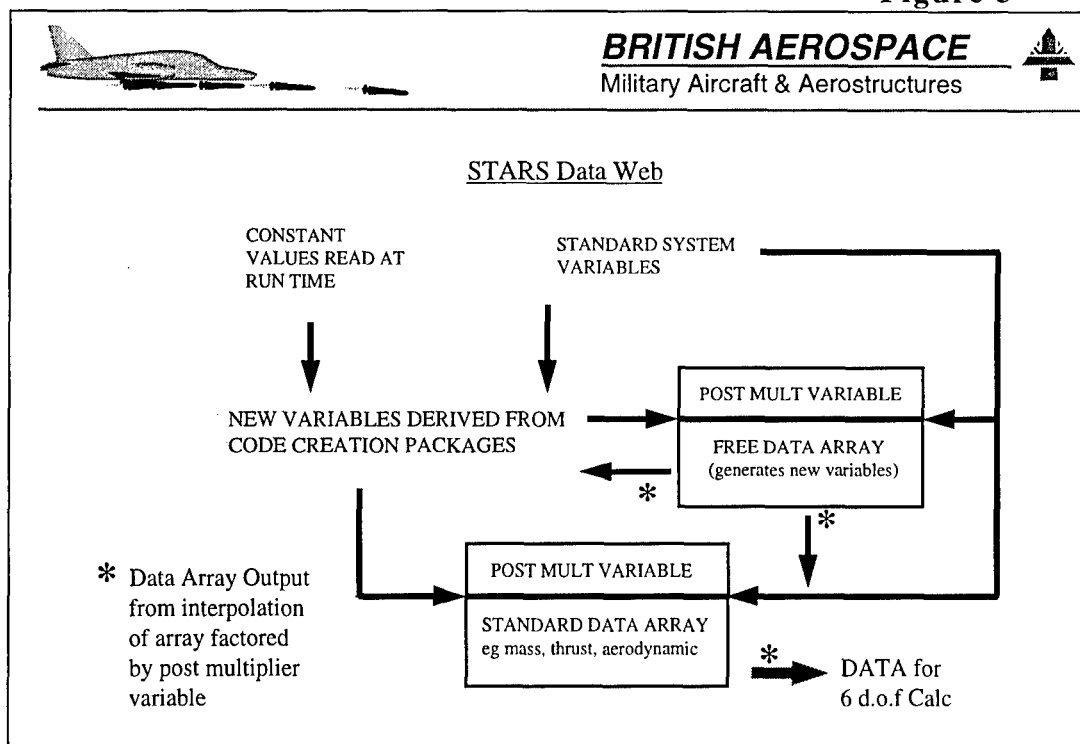 BRITISH AEROSPACE
Military Aircraft & Aerostructures
STARS Data Web
CONSTANT
VALUES READ AT
RUN TIME
STANDARD SYSTEM
VARIABLES
NEW VARIABLES DERIVED FROM
CODE CREATION PACKAGES
POST MULT VARIABLE
FREE DATA ARRAY
(generates new variables)
*
*
POST MULT VARIABLE
STANDARD DATA ARRAY
eg mass, thrust, aerodynamic
* Data Array Output
from interpolation
of array factored
by post multiplier
variable
*
DATA for
6 d.o.f Calc